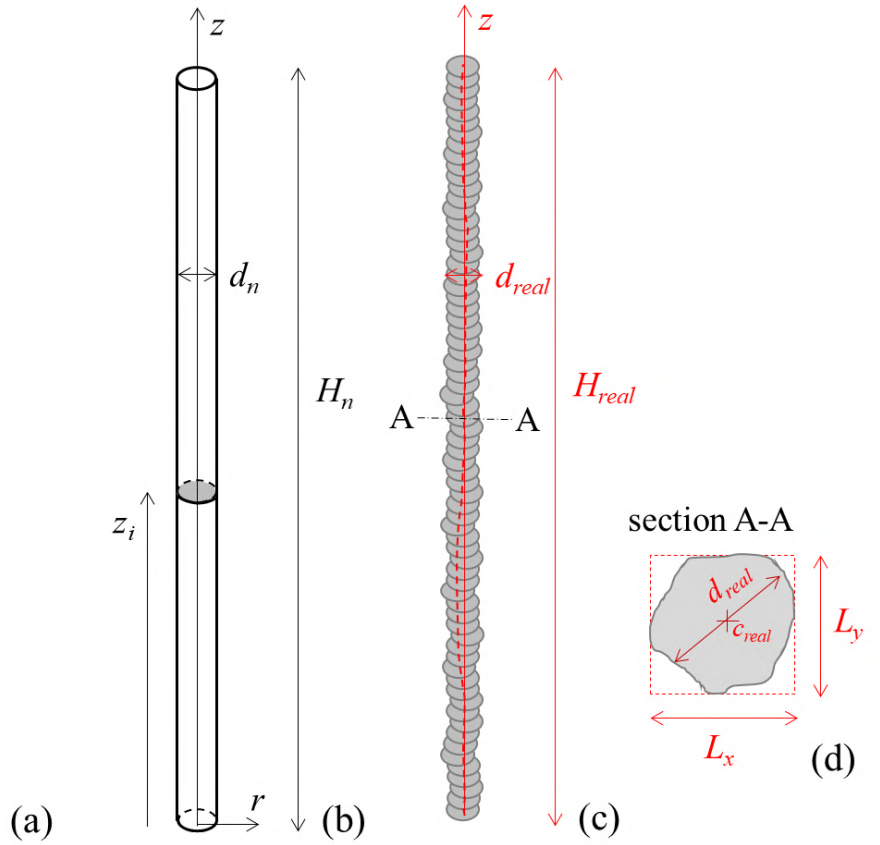 z
z
d_n
d_real
H_n
H_real
A
A
z_i
section A-A
d_real
c_real
L_y
L_x
r
(a)
(b)
(c)
(d)